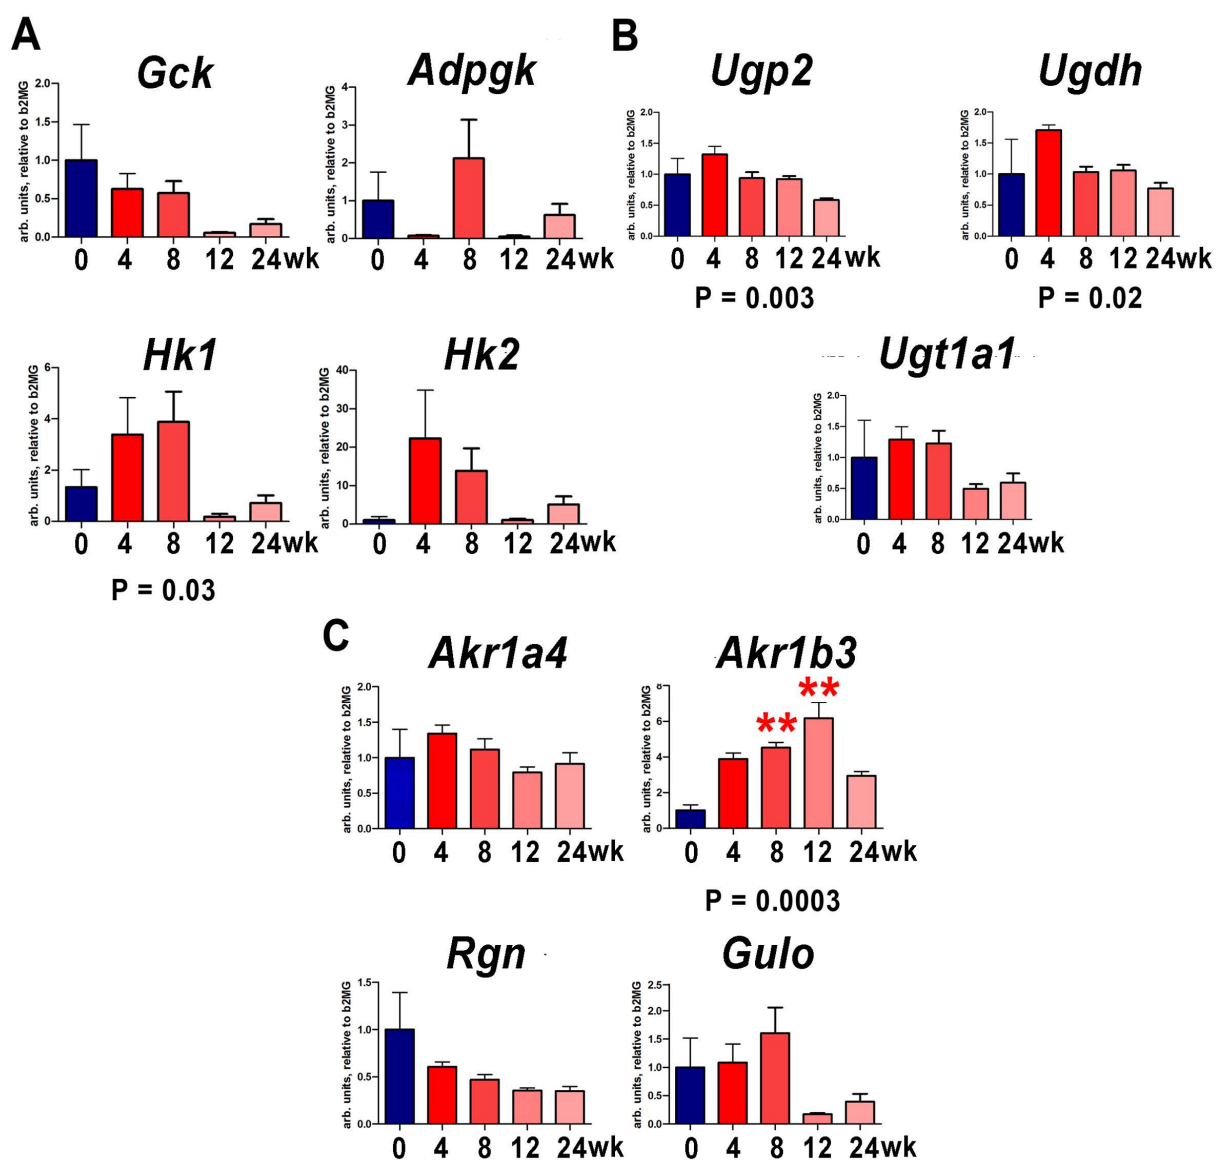 A
B
Gck
Adpgk
Ugp2
Ugdh
arb. units, relative to b2MG
2.0
1.5
1.0
0.5
0.0
0 4 8 12 24wk
arb. units, relative to b2MG
4
3
2
1
0
0 4 8 12 24wk
arb. units, relative to b2MG
2.0
1.5
1.0
0.5
0.0
0 4 8 12 24wk
P = 0.003
arb. units, relative to b2MG
2.0
1.5
1.0
0.5
0.0
0 4 8 12 24wk
P = 0.02
Hk1
arb. units, relative to b2MG
6
4
2
0
0 4 8 12 24wk
P = 0.03
Hk2
arb. units, relative to b2MG
40
30
20
10
0
0 4 8 12 24wk
Ugt1a1
arb. units, relative to b2MG
2.0
1.5
1.0
0.5
0.0
0 4 8 12 24wk
C
Akr1a4
arb. units, relative to b2MG
2.0
1.5
1.0
0.5
0.0
0 4 8 12 24wk
Akr1b3
arb. units, relative to b2MG
8
6
4
2
0
**
**
0 4 8 12 24wk
P = 0.0003
Rgn
arb. units, relative to b2MG
1.5
1.0
0.5
0.0
0 4 8 12 24wk
Gulo
arb. units, relative to b2MG
2.5
2.0
1.5
1.0
0.5
0.0
0 4 8 12 24wk